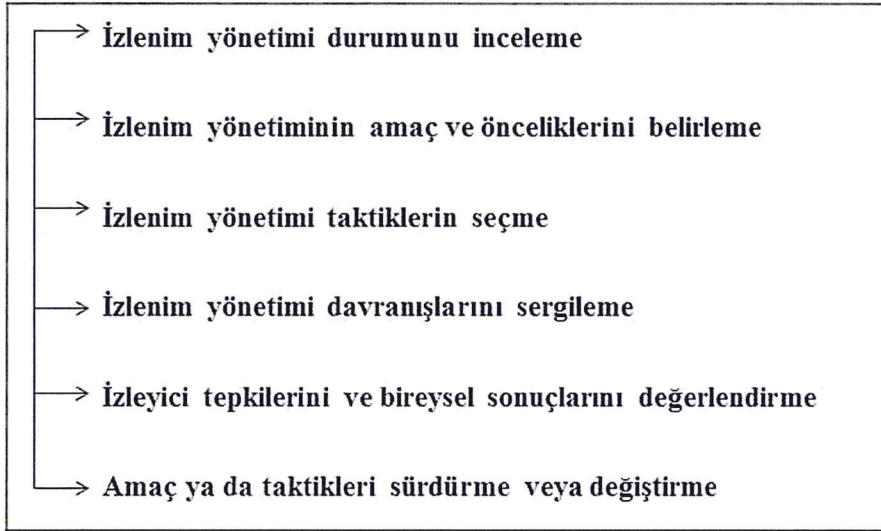 İzlenim yönetimi durumunu inceleme
İzlenim yönetiminin amaç ve önceliklerini belirleme
İzlenim yönetimi taktiklerin seçme
İzlenim yönetimi davranışlarını sergileme
İzleyici tepkilerini ve bireysel sonuçlarını değerlendirme
Amaç ya da taktikleri sürdürme veya değiştirme